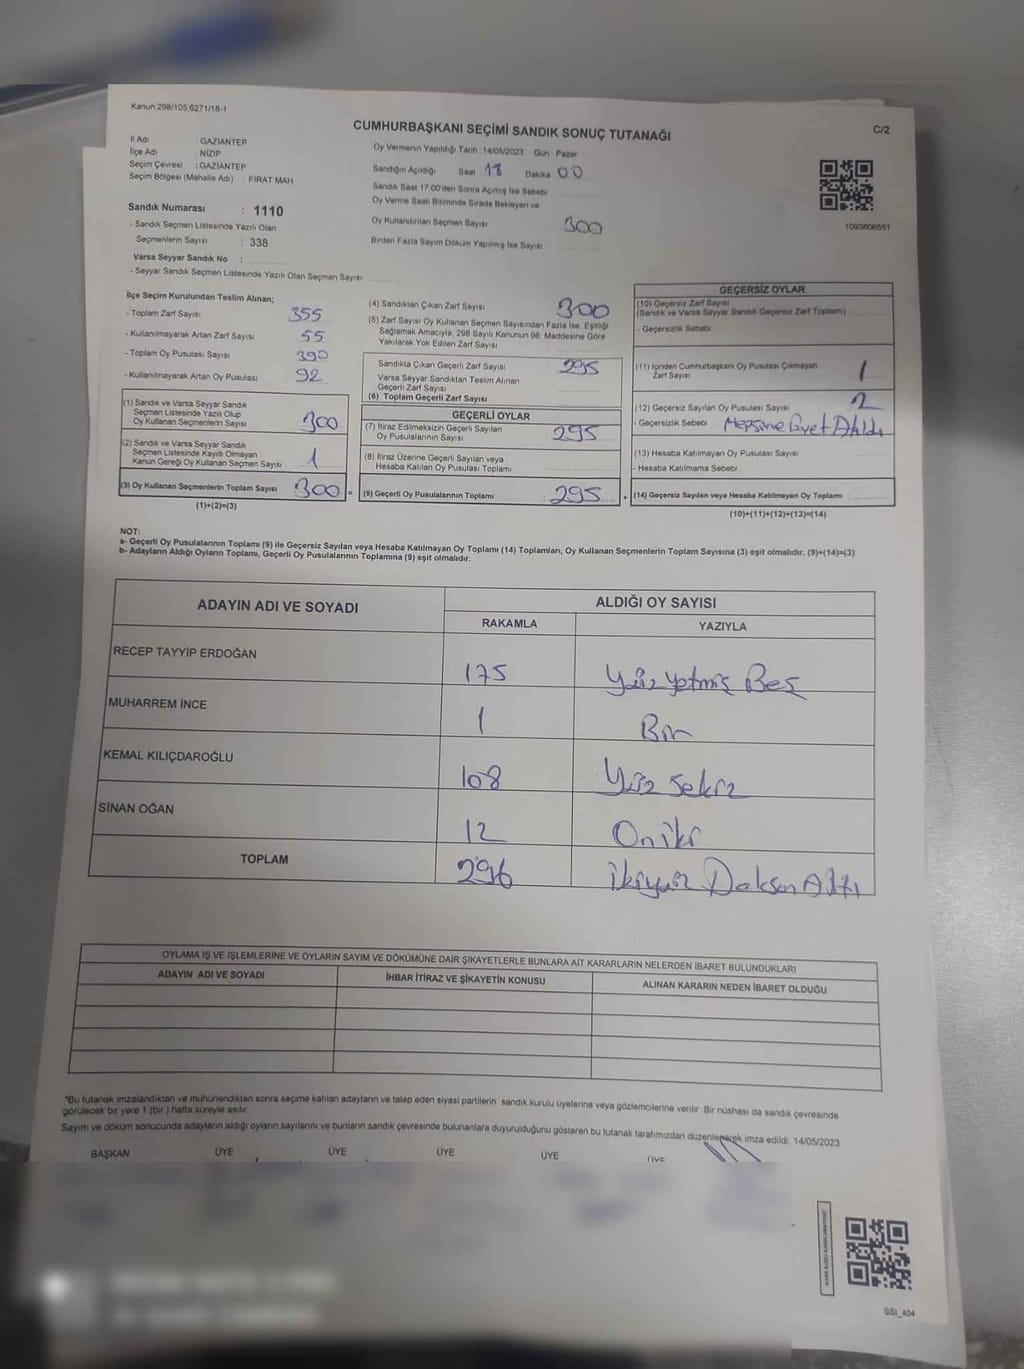 Kanun:298/105,6271/18-1
CUMHURBAŞKANI SEÇİMİ SANDIK SONUÇ TUTANAĞI
C/2
İl Adı : GAZİANTEP
İlçe Adı : NİZİP
Seçim Çevresi : GAZİANTEP
Seçim Bölgesi (Mahalle Adı) : FIRAT MAH
Sandık Numarası : 1110
- Sandık Seçmen Listesinde Yazılı Olan
Seçmenlerin Sayısı : 338
Varsa Seyyar Sandık No :
- Seyyar Sandık Seçmen Listesinde Yazılı Olan Seçmen Sayısı
Oy Vermenin Yapıldığı Tarih : 14/05/2023 Gün Pazar
Sandığın Açıldığı Saat 18 Dakika 00
Sandık Saat 17:00'den Sonra Açılmış İse Sebebi
Oy Verme Saati Bitiminde Sırada Bekleyen ve
Oy Kullandırılan Seçmen Sayısı 300
Birden Fazla Sayım Döküm Yapılmış İse Sayısı
1093608551
İlçe Seçim Kurulundan Teslim Alınan;
- Toplam Zarf Sayısı 355
- Kullanılmayarak Artan Zarf Sayısı 55
- Toplam Oy Pusulası Sayısı 390
- Kullanılmayarak Artan Oy Pusulası 92
(1) Sandık ve Varsa Seyyar Sandık
Seçmen Listesinde Yazılı Olup
Oy Kullanan Seçmenlerin Sayısı 300
(2) Sandık ve Varsa Seyyar Sandık
Seçmen Listesinde Kayıtlı Olmayan
Kanun Gereği Oy Kullanan Seçmen Sayısı 1
(3) Oy Kullanan Seçmenlerin Toplam Sayısı 300 =
(1)+(2)=(3)
(4) Sandıktan Çıkan Zarf Sayısı 300
(5) Zarf Sayısı Oy Kullanan Seçmen Sayısından Fazla İse, Eşitliği
Sağlamak Amacıyla, 298 Sayılı Kanunun 98. Maddesine Göre
Yakılarak Yok Edilen Zarf Sayısı
Sandıkta Çıkan Geçerli Zarf Sayısı 295
Varsa Seyyar Sandıktan Teslim Alınan
Geçerli Zarf Sayısı
(6) Toplam Geçerli Zarf Sayısı
GEÇERLİ OYLAR
(7) İtiraz Edilmeksizin Geçerli Sayılan
Oy Pusulalarının Sayısı 295
(8) İtiraz Üzerine Geçerli Sayılan veya
Hesaba Katılan Oy Pusulası Toplamı
(9) Geçerli Oy Pusulalarının Toplamı 295 +
GEÇERSİZ OYLAR
(10) Geçersiz Zarf Sayısı
(Sandık ve Varsa Seyyar Sandık Geçersiz Zarf Toplamı)
- Geçersizlik Sebebi
(11) İçinden Cumhurbaşkanı Oy Pusulası Çıkmayan
Zarf Sayısı 1
(12) Geçersiz Sayılan Oy Pusulası Sayısı 2
- Geçersizlik Sebebi
(13) Hesaba Katılmayan Oy Pusulası Sayısı
- Hesaba Katılmama Sebebi
(14) Geçersiz Sayılan veya Hesaba Katılmayan Oy Toplamı
(10)+(11)+(12)+(13)=(14)
NOT:
a- Geçerli Oy Pusulalarının Toplamı (9) ile Geçersiz Sayılan veya Hesaba Katılmayan Oy Toplamı (14) Toplamları, Oy Kullanan Seçmenlerin Toplam Sayısına (3) eşit olmalıdır. (9)+(14)=(3)
b- Adayların Aldığı Oyların Toplamı, Geçerli Oy Pusulalarının Toplamına (9) eşit olmalıdır.
ADAYIN ADI VE SOYADI
ALDIĞI OY SAYISI
RAKAMLA YAZIYLA
RECEP TAYYİP ERDOĞAN 175 Yüz yetmiş Beş
MUHARREM İNCE 1 Bir
KEMAL KILIÇDAROĞLU 108 Yüz sekiz
SİNAN OĞAN 12 Oniki
TOPLAM 296 ikiyüz Doksan Altı
OYLAMA İŞ VE İŞLEMLERİNE VE OYLARIN SAYIM VE DÖKÜMÜNE DAİR ŞİKAYETLERLE BUNLARA AİT KARARLARIN NELERDEN İBARET BULUNDUKLARI
ADAYIN ADI VE SOYADI İHBAR İTİRAZ VE ŞİKAYETİN KONUSU ALINAN KARARIN NEDEN İBARET OLDUĞU
*Bu tutanak imzalandıktan ve mühürlendikten sonra seçime katılan adayların ve talep eden siyasi partilerin sandık kurulu üyelerine veya gözlemcilerine verilir. Bir nüshası da sandık çevresinde
görülecek bir yere 1 (bir) hafta süreyle asılır.
Sayım ve döküm sonucunda adayların aldığı oyların sayılarını ve bunların sandık çevresinde bulunanlara duyurulduğunu gösteren bu tutanak tarafımızdan düzenlenerek imza edildi. 14/05/2023
BAŞKAN ÜYE ÜYE ÜYE ÜYE ÜYE
SSI_404